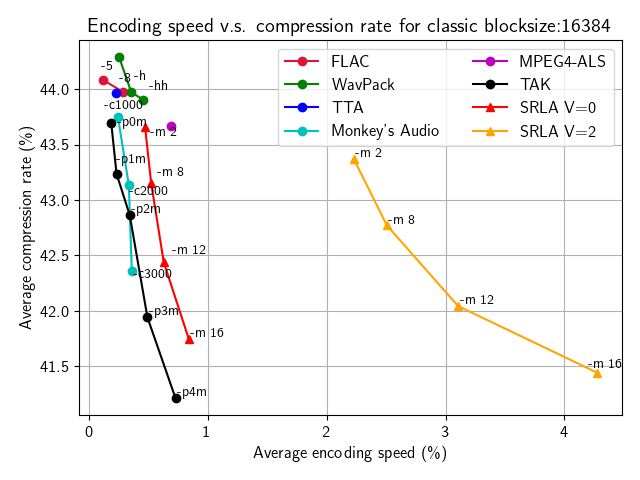 Encoding speed v.s. compression rate for classic blocksize:16384
FLAC
WavPack
TTA
Monkey's Audio
MPEG4-ALS
TAK
SRLA V=0
SRLA V=2
-5
-8
-h
-hh
-c1000
-p0m
-m 2
-m 2
-p1m
-m 8
-c2000
-p2m
-m 8
-m 12
-c3000
-m 12
-p3m
-m 16
-m 16
-p4m
44.0
43.5
43.0
42.5
42.0
41.5
Average compression rate (%)
0
1
2
3
4
Average encoding speed (%)